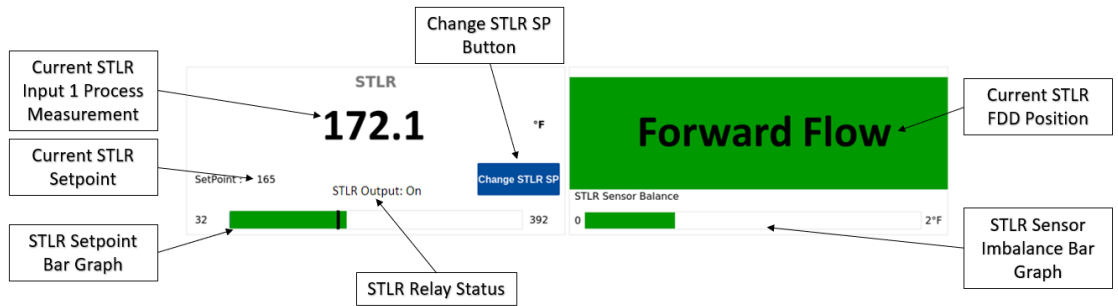 Change STLR SP
Button
Current STLR
Input 1 Process
Measurement
STLR
172.1
°F
Forward Flow
Current STLR
FDD Position
Current STLR
Setpoint
SetPoint : 165
Change STLR SP
STLR Output: On
STLR Sensor Balance
32
392
0
2°F
STLR Setpoint
Bar Graph
STLR Relay Status
STLR Sensor
Imbalance Bar
Graph